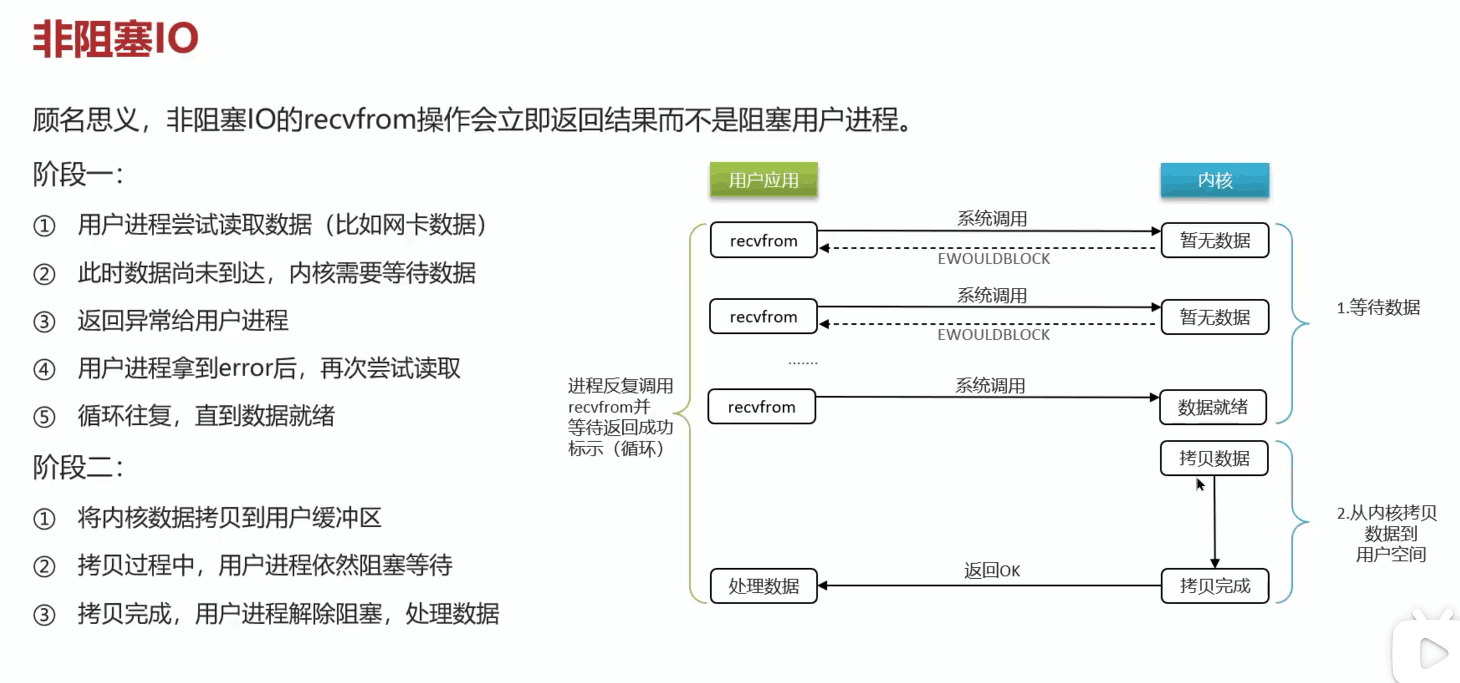 非阻塞IO
顾名思义，非阻塞IO的recvfrom操作会立即返回结果而不是阻塞用户进程。
阶段一：
① 用户进程尝试读取数据（比如网卡数据）
② 此时数据尚未到达，内核需要等待数据
③ 返回异常给用户进程
④ 用户进程拿到error后，再次尝试读取
⑤ 循环往复，直到数据就绪
阶段二：
① 将内核数据拷贝到用户缓冲区
② 拷贝过程中，用户进程依然阻塞等待
③ 拷贝完成，用户进程解除阻塞，处理数据
用户应用
内核
recvfrom
系统调用
暂无数据
EWOULDBLOCK
recvfrom
系统调用
暂无数据
EWOULDBLOCK
.......
recvfrom
系统调用
数据就绪
进程反复调用
recvfrom并
等待返回成功
标示（循环）
1.等待数据
拷贝数据
2.从内核拷贝
数据到
用户空间
处理数据
返回OK
拷贝完成